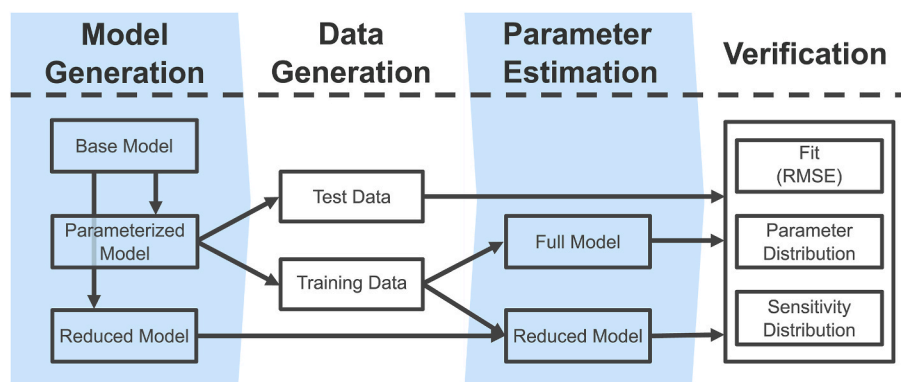 Model
Generation
Data
Generation
Parameter
Estimation
Verification
Base Model
Parameterized
Model
Reduced Model
Test Data
Training Data
Full Model
Reduced Model
Fit
(RMSE)
Parameter
Distribution
Sensitivity
Distribution